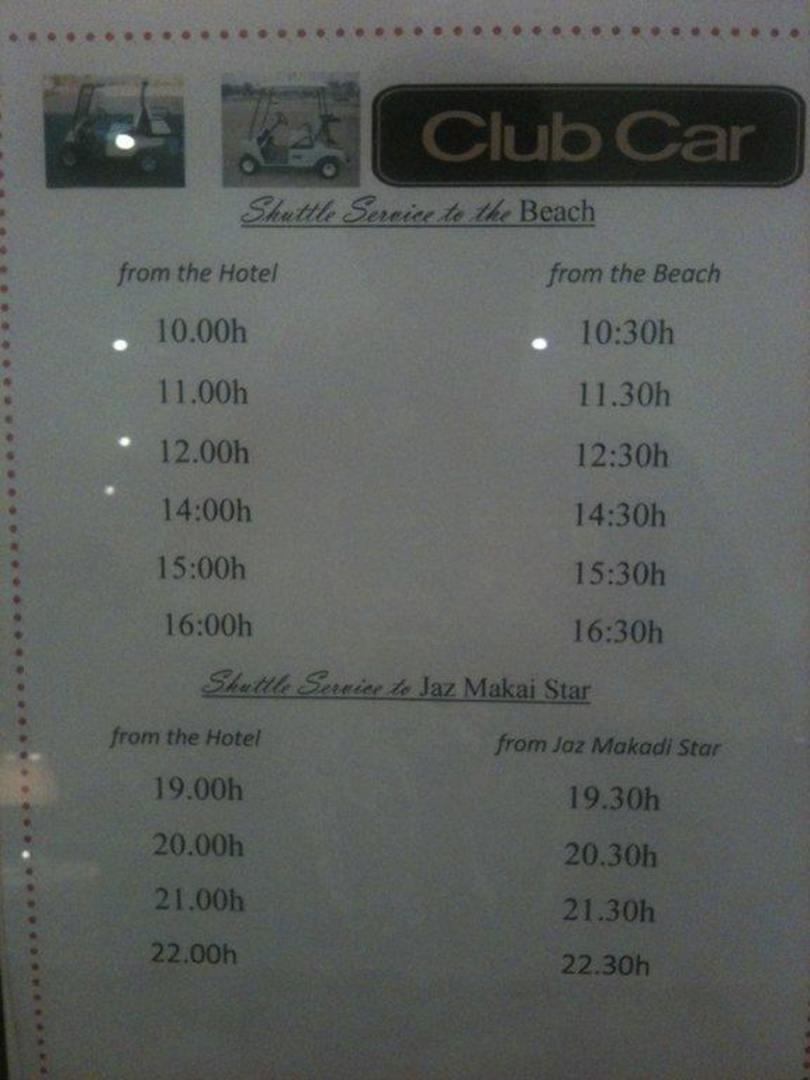 Club Car
Shuttle Service to the Beach
from the Hotel from the Beach
10.00h 10:30h
11.00h 11.30h
12.00h 12:30h
14:00h 14:30h
15:00h 15:30h
16:00h 16:30h
Shuttle Service to Jaz Makai Star
from the Hotel from Jaz Makadi Star
19.00h 19.30h
20.00h 20.30h
21.00h 21.30h
22.00h 22.30h